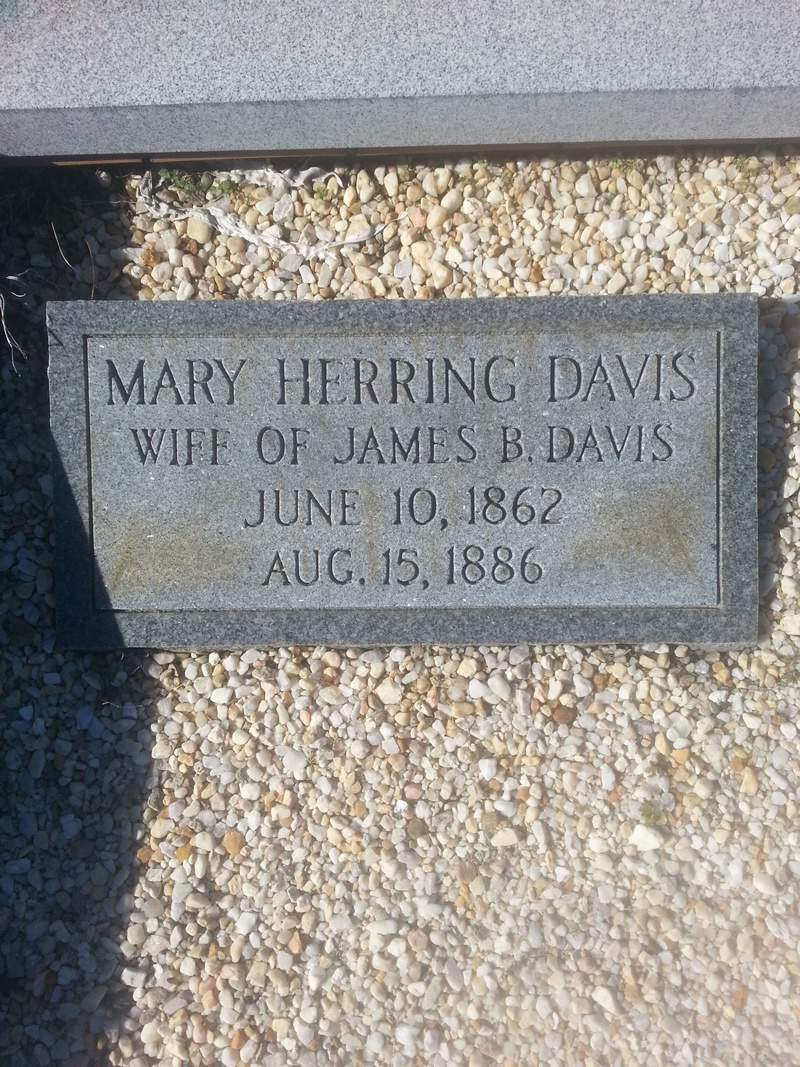 MARY HERRING DAVIS
WIFE OF JAMES B. DAVIS
JUNE 10, 1862
AUG. 15, 1886